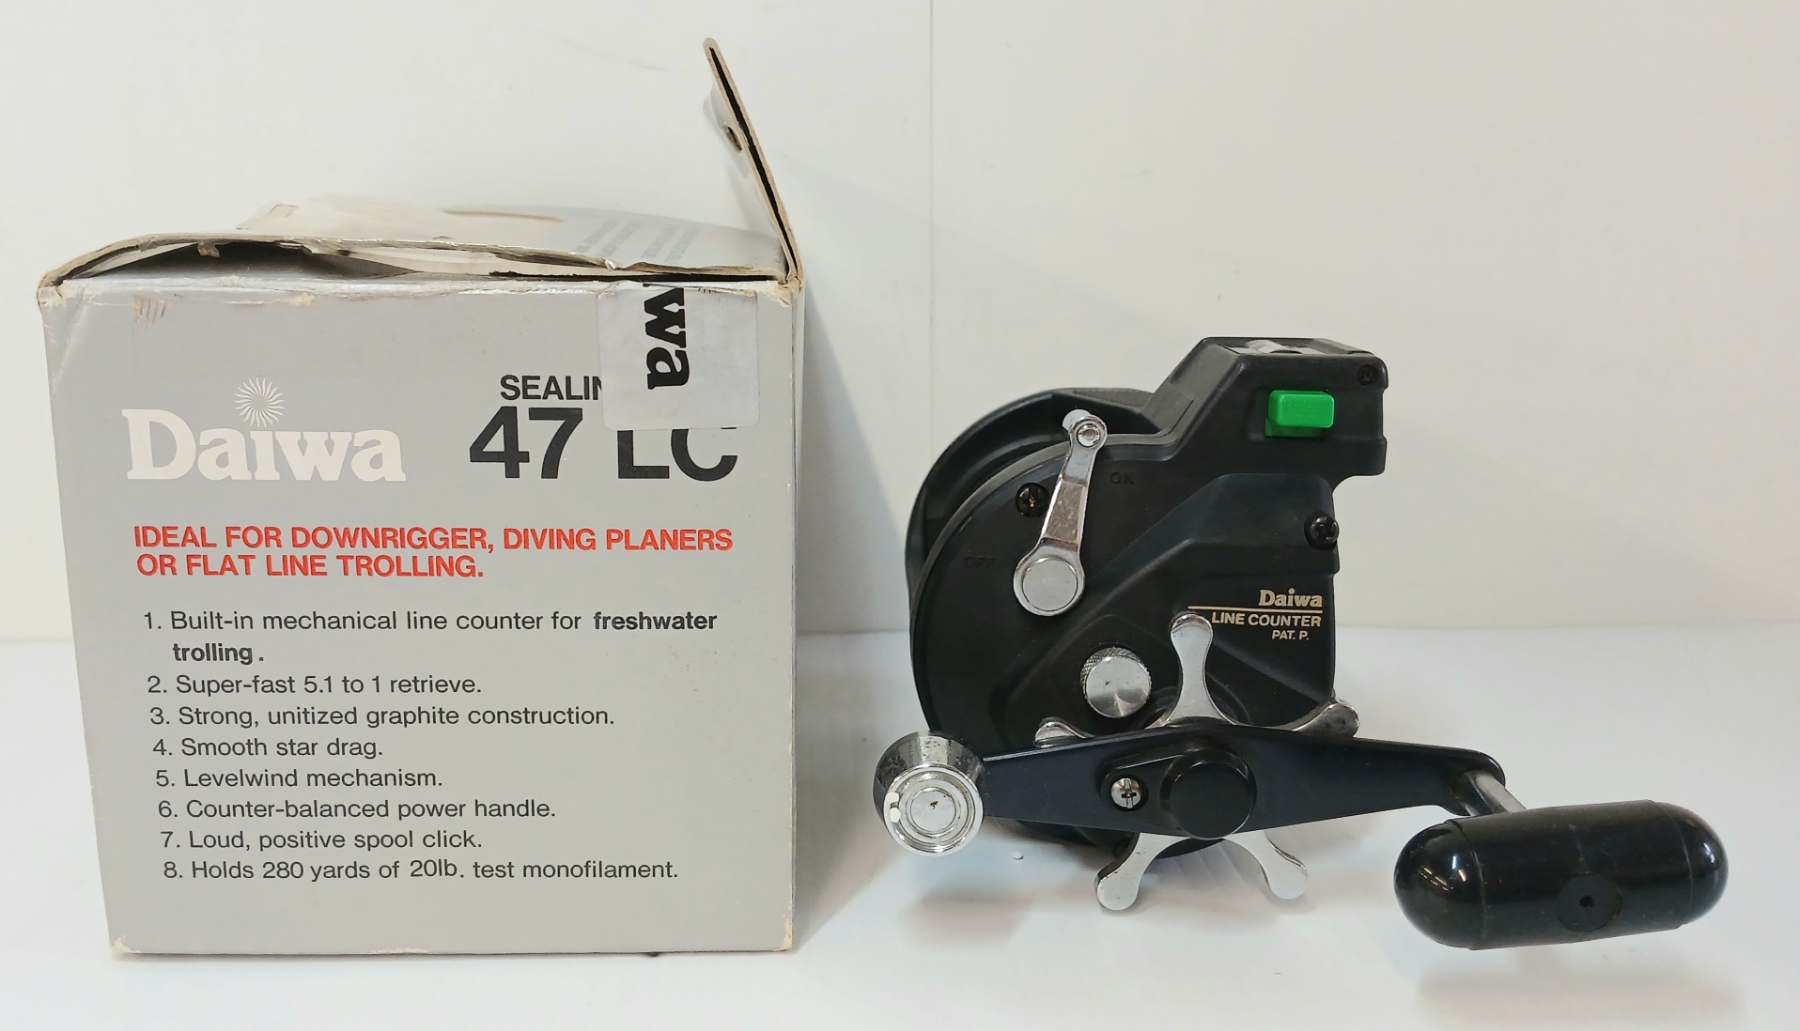 wa
SEALIN
Daiwa 47 LC
IDEAL FOR DOWNRIGGER, DIVING PLANERS
OR FLAT LINE TROLLING.
1. Built-in mechanical line counter for freshwater
trolling.
2. Super-fast 5.1 to 1 retrieve.
3. Strong, unitized graphite construction.
4. Smooth star drag.
5. Levelwind mechanism.
6. Counter-balanced power handle.
7. Loud, positive spool click.
8. Holds 280 yards of 20lb. test monofilament.
OK
OFF
Daiwa
LINE COUNTER
PAT. P.